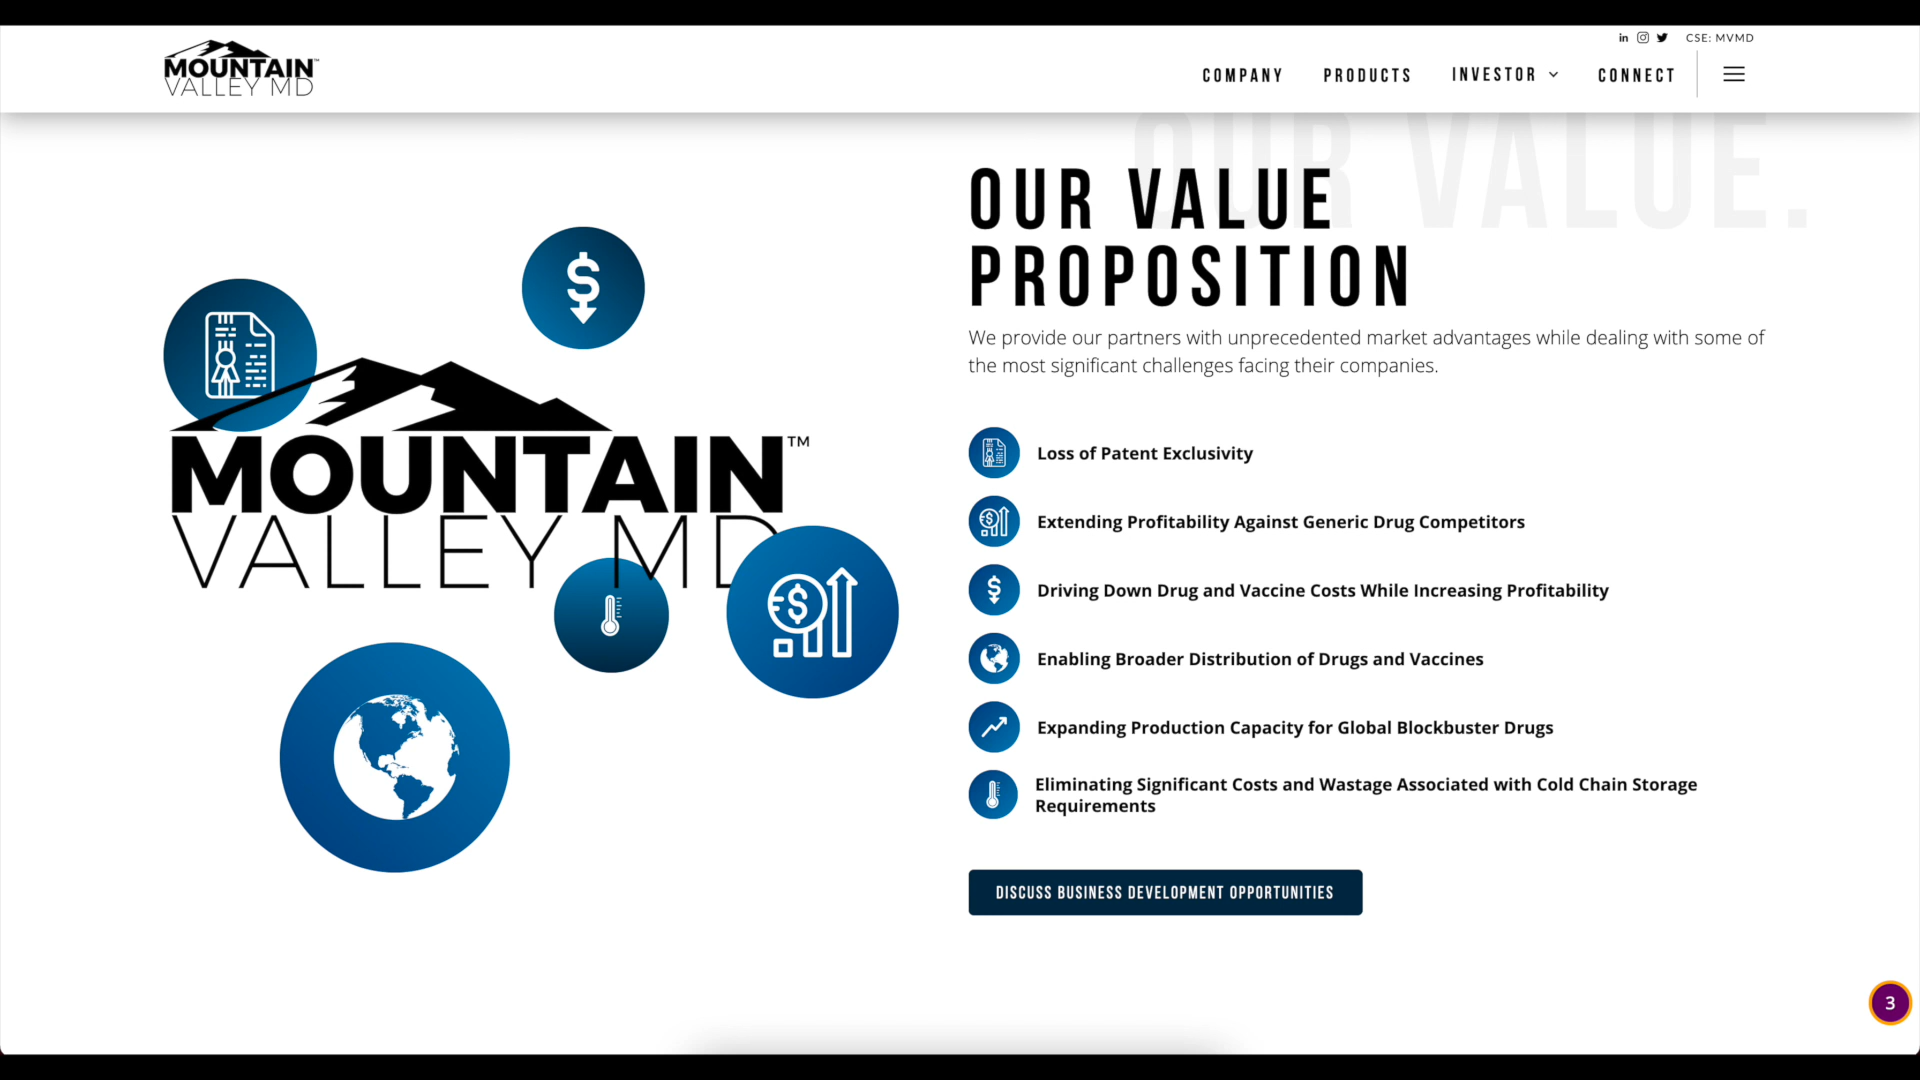 in CSE: MVMD
MOUNTAIN™
VALLEY MD
COMPANY PRODUCTS INVESTOR CONNECT
OUR VALUE.
OUR VALUE
PROPOSITION
We provide our partners with unprecedented market advantages while dealing with some of
the most significant challenges facing their companies.
MOUNTAIN™
VALLEY MD
Loss of Patent Exclusivity
Extending Profitability Against Generic Drug Competitors
Driving Down Drug and Vaccine Costs While Increasing Profitability
Enabling Broader Distribution of Drugs and Vaccines
Expanding Production Capacity for Global Blockbuster Drugs
Eliminating Significant Costs and Wastage Associated with Cold Chain Storage
Requirements
DISCUSS BUSINESS DEVELOPMENT OPPORTUNITIES
3